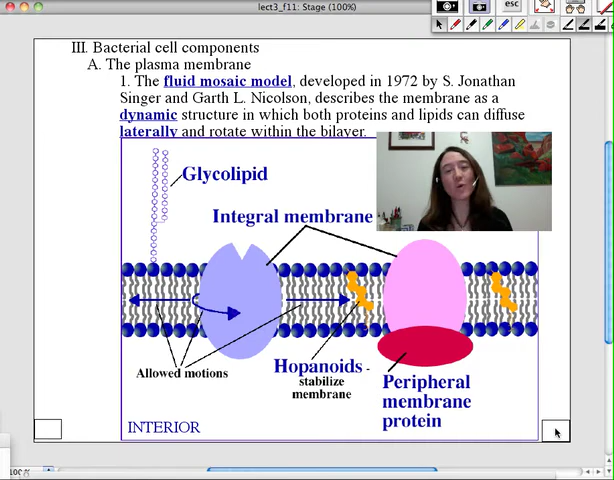 lect3_f11: Stage (100%)
esc
III. Bacterial cell components
A. The plasma membrane
1. The fluid mosaic model, developed in 1972 by S. Jonathan
Singer and Garth L. Nicolson, describes the membrane as a
dynamic structure in which both proteins and lipids can diffuse
laterally and rotate within the bilayer.
Glycolipid
Integral membrane
Allowed motions
Hopanoids -
stabilize
membrane
Peripheral
membrane
protein
INTERIOR